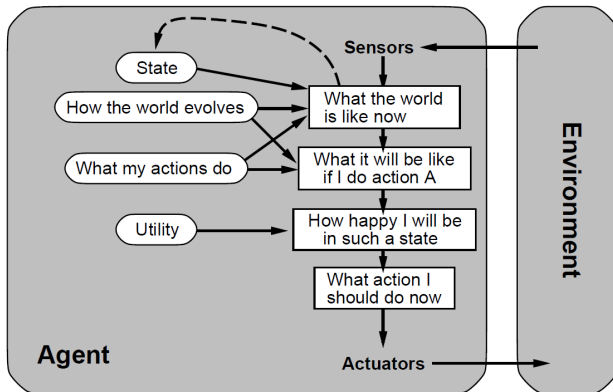 Sensors
State
How the world evolves
What the world
is like now
What my actions do
What it will be like
if I do action A
Utility
How happy I will be
in such a state
What action I
should do now
Agent
Actuators
Environment